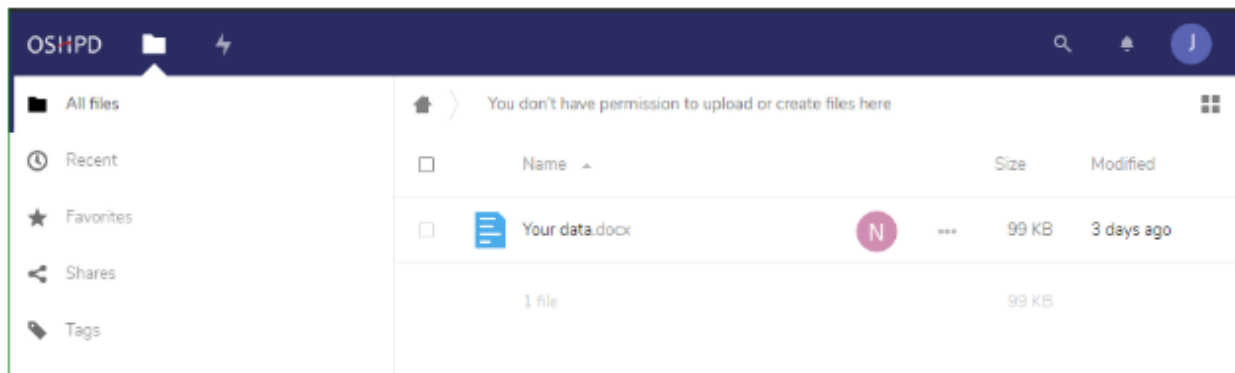 OSHPD
J
All files
You don't have permission to upload or create files here
Recent
Name
Size
Modified
Favorites
Your data.docx
N
99 KB
3 days ago
Shares
1 file
99 KB
Tags